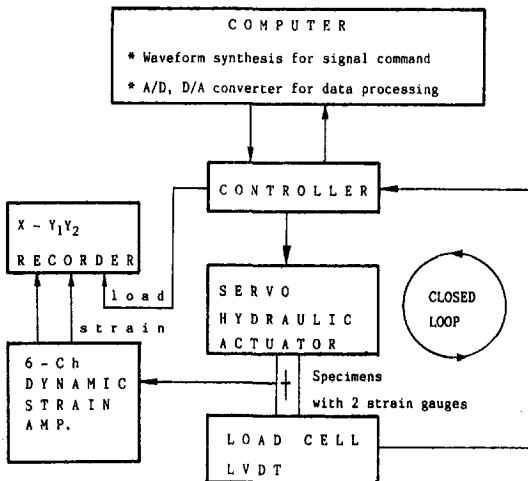 COMPUTER
* Waveform synthesis for signal command
* A/D, D/A converter for data processing
CONTROLLER
X - Y₁Y₂
RECORDER
load
strain
SERVO
HYDRAULIC
ACTUATOR
CLOSED
LOOP
6-Ch
DYNAMIC
STRAIN
AMP.
Specimens
with 2 strain gauges
LOAD CELL
LVDT